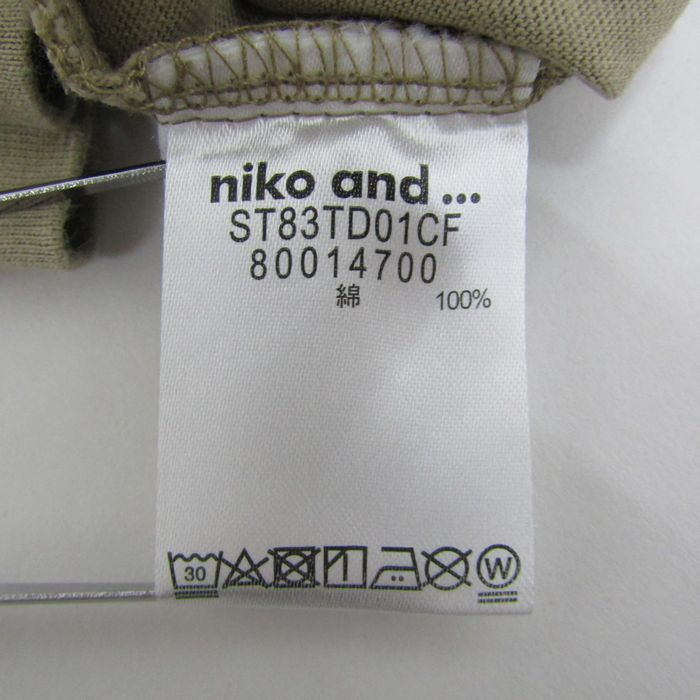 niko and ...
ST83TD01CF
80014700
綿 100%
30 W